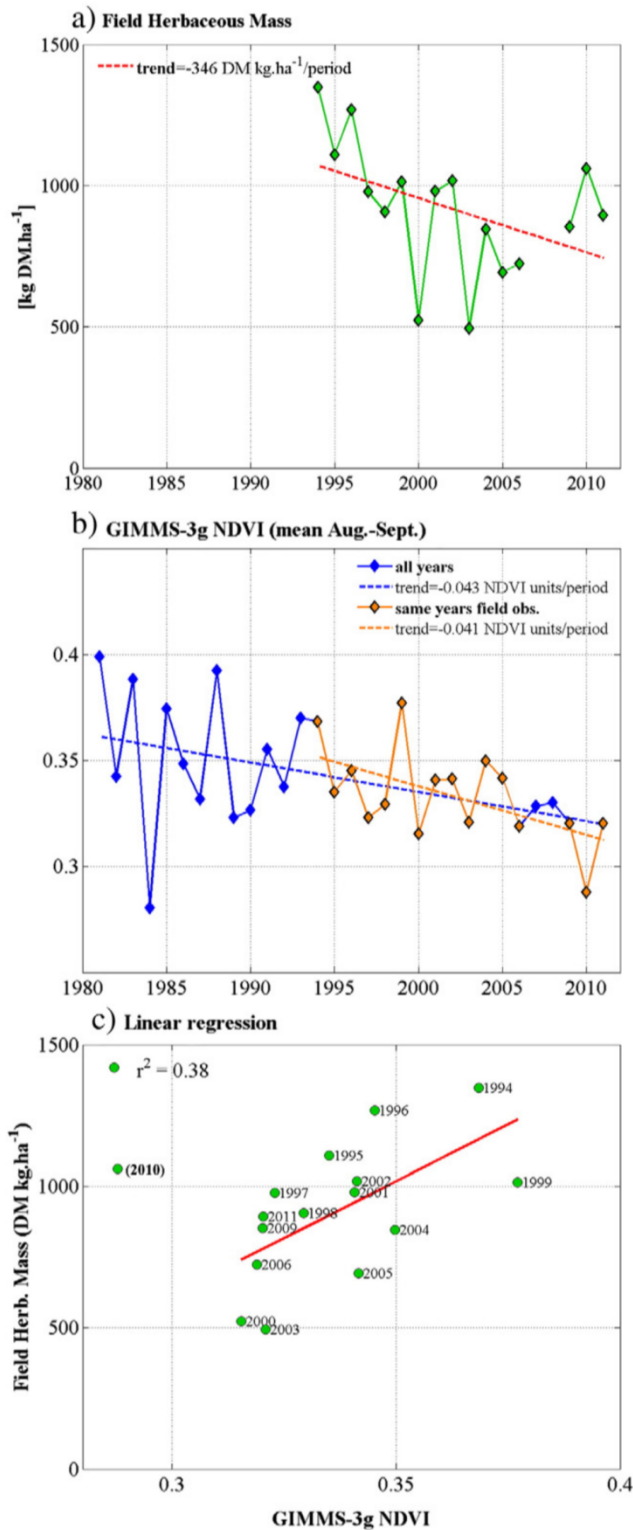 a) Field Herbaceous Mass
1500
trend=-346 DM kg.ha⁻¹/period
1000
[kg DM.ha⁻¹]
500
0
1980 1985 1990 1995 2000 2005 2010
b) GIMMS-3g NDVI (mean Aug.-Sept.)
all years
trend=-0.043 NDVI units/period
same years field obs.
trend=-0.041 NDVI units/period
0.4
0.35
0.3
1980 1985 1990 1995 2000 2005 2010
c) Linear regression
1500
r² = 0.38
1994
1996
1995
(2010)
2002
1999
1000
1997
2001
2011
1998
2009
2004
2006
2005
Field Herb. Mass (DM kg.ha⁻¹)
2000
500
2003
0
0.3 0.35 0.4
GIMMS-3g NDVI